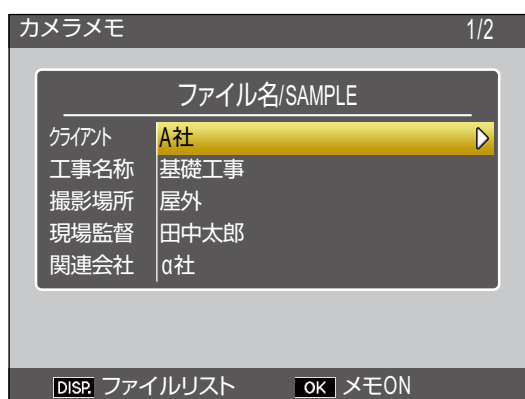 カメラメモ 1/2
ファイル名/SAMPLE
クライアント A社
工事名称 基礎工事
撮影場所 屋外
現場監督 田中太郎
関連会社 α社
DISP. ファイルリスト OK メモON